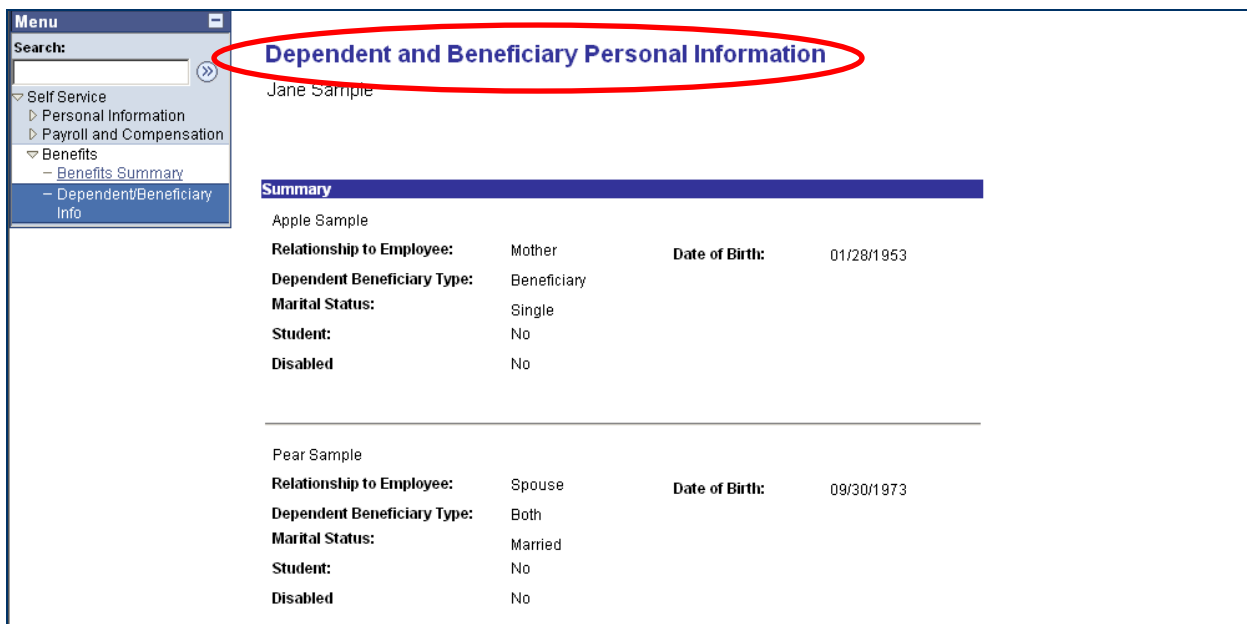 Menu
Search:
Self Service
Personal Information
Payroll and Compensation
Benefits
Benefits Summary
Dependent/Beneficiary
Info
Dependent and Beneficiary Personal Information
Jane Sample
Summary
Apple Sample
Relationship to Employee: Mother Date of Birth: 01/28/1953
Dependent Beneficiary Type: Beneficiary
Marital Status: Single
Student: No
Disabled No
Pear Sample
Relationship to Employee: Spouse Date of Birth: 09/30/1973
Dependent Beneficiary Type: Both
Marital Status: Married
Student: No
Disabled No